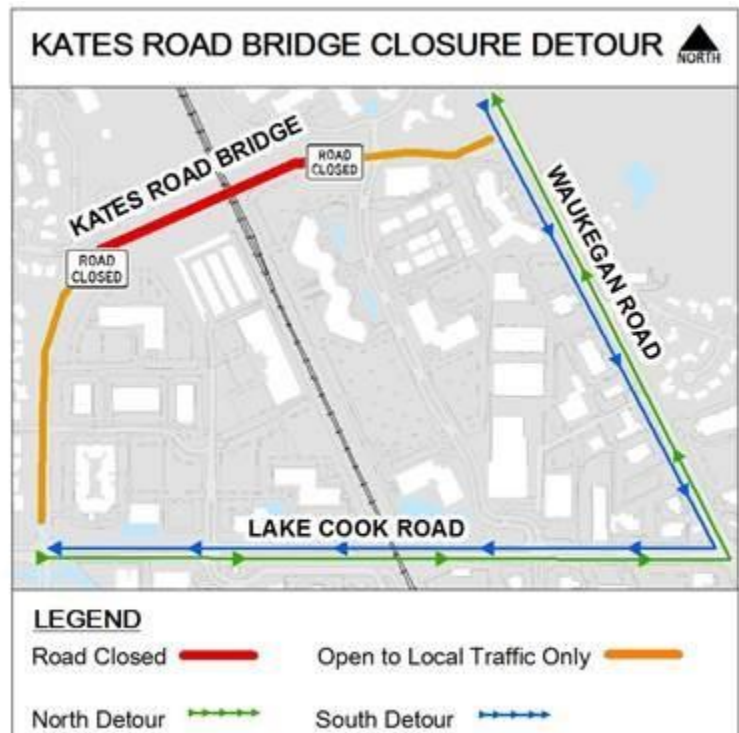 KATES ROAD BRIDGE CLOSURE DETOUR
NORTH
KATES ROAD BRIDGE
ROAD
CLOSED
ROAD
CLOSED
WAUKEGAN ROAD
LAKE COOK ROAD
LEGEND
Road Closed
Open to Local Traffic Only
North Detour
South Detour